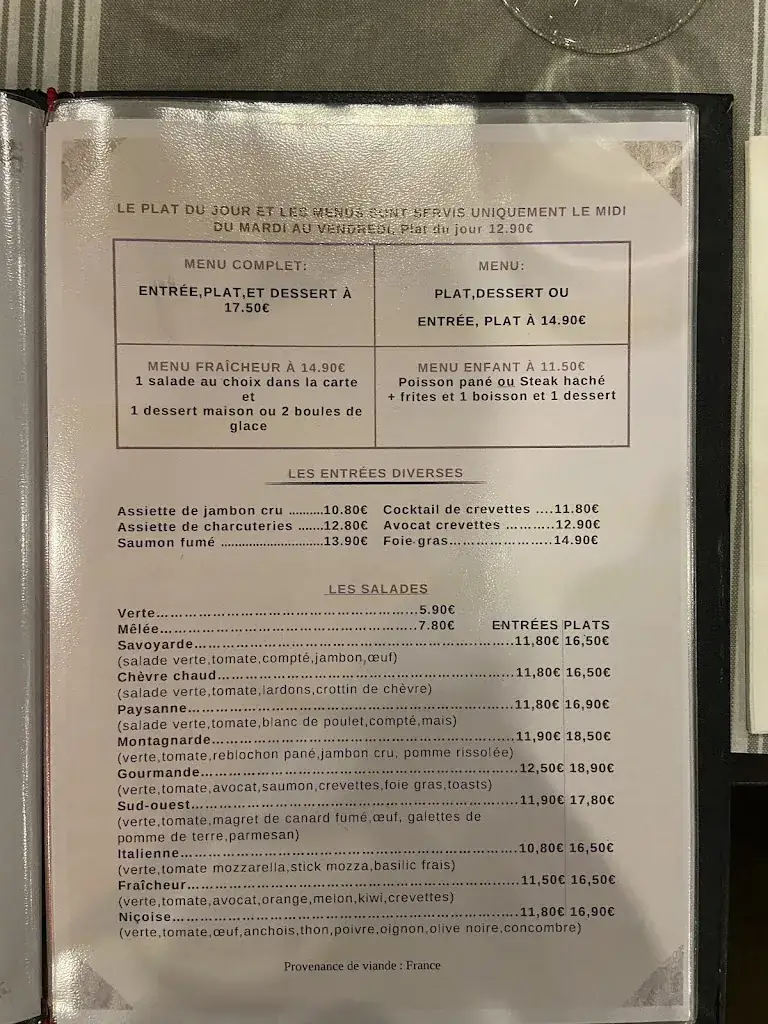 LE PLAT DU JOUR ET LES MENUS SONT SERVIS UNIQUEMENT LE MIDI
DU MARDI AU VENDREDI, Plat du jour 12.90€
MENU COMPLET:
ENTRÉE,PLAT,ET DESSERT À
17.50€
MENU:
PLAT,DESSERT OU
ENTRÉE, PLAT À 14.90€
MENU FRAÎCHEUR À 14.90€
1 salade au choix dans la carte
et
1 dessert maison ou 2 boules de
glace
MENU ENFANT À 11.50€
Poisson pané ou Steak haché
+ frites et 1 boisson et 1 dessert
LES ENTRÉES DIVERSES
Assiette de jambon cru ..........10.80€
Assiette de charcuteries .......12.80€
Saumon fumé .............................13.90€
Cocktail de crevettes ....11.80€
Avocat crevettes ..........12.90€
Foie gras.......................14.90€
LES SALADES
Verte............................................5.90€
Mêlée............................................7.80€
ENTRÉES PLATS
Savoyarde......................................................11,80€ 16,50€
(salade verte,tomate,compté,jambon,œuf)
Chèvre chaud..................................................11,80€ 16,50€
(salade verte,tomate,lardons,crottin de chèvre)
Paysanne.......................................................11,80€ 16,90€
(salade verte,tomate,blanc de poulet,compté,mais)
Montagnarde...................................................11,90€ 18,50€
(verte,tomate,reblochon pané,jambon cru, pomme rissolée)
Gourmande.....................................................12,50€ 18,90€
(verte,tomate,avocat,saumon,crevettes,foie gras,toasts)
Sud-ouest.......................................................11,90€ 17,80€
(verte,tomate,magret de canard fumé,œuf, galettes de
pomme de terre,parmesan)
Italienne.........................................................10,80€ 16,50€
(verte,tomate mozzarella,stick mozza,basilic frais)
Fraîcheur........................................................11,50€ 16,50€
(verte,tomate,avocat,orange,melon,kiwi,crevettes)
Niçoise..........................................................11,80€ 16,90€
(verte,tomate,œuf,anchois,thon,poivre,oignon,olive noire,concombre)
Provenance de viande : France